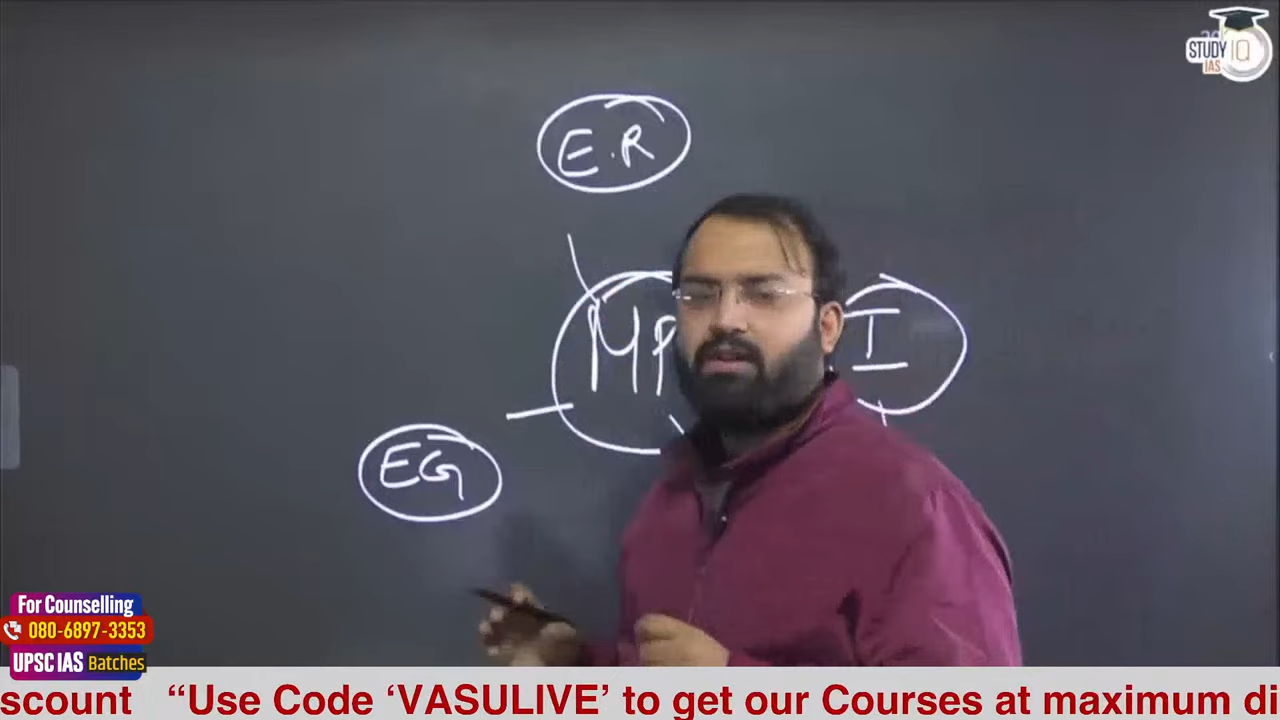 STUDY IQ
IAS
E.R
MP
I
EG
For Counselling
080-6897-3353
UPSC IAS Batches
scount "Use Code 'VASULIVE' to get our Courses at maximum di